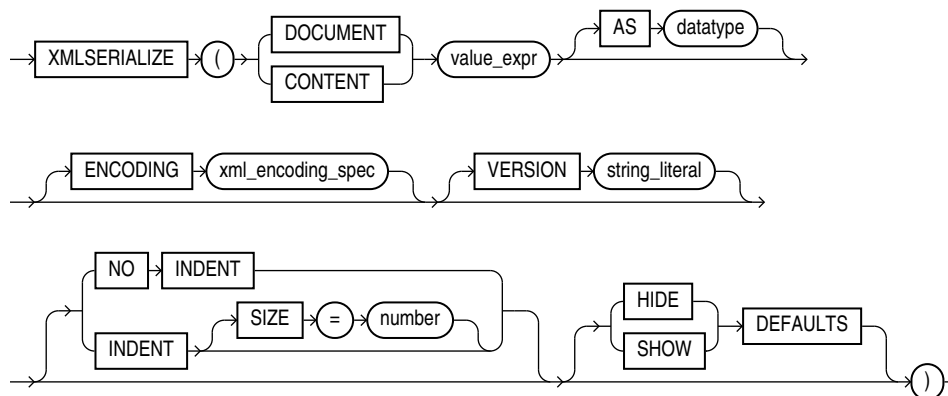 AS datatype
DOCUMENT
XMLSERIALIZE ( value_expr
CONTENT
ENCODING xml_encoding_spec VERSION string_literal
NO INDENT
SIZE = number
INDENT
HIDE
DEFAULTS
SHOW
)